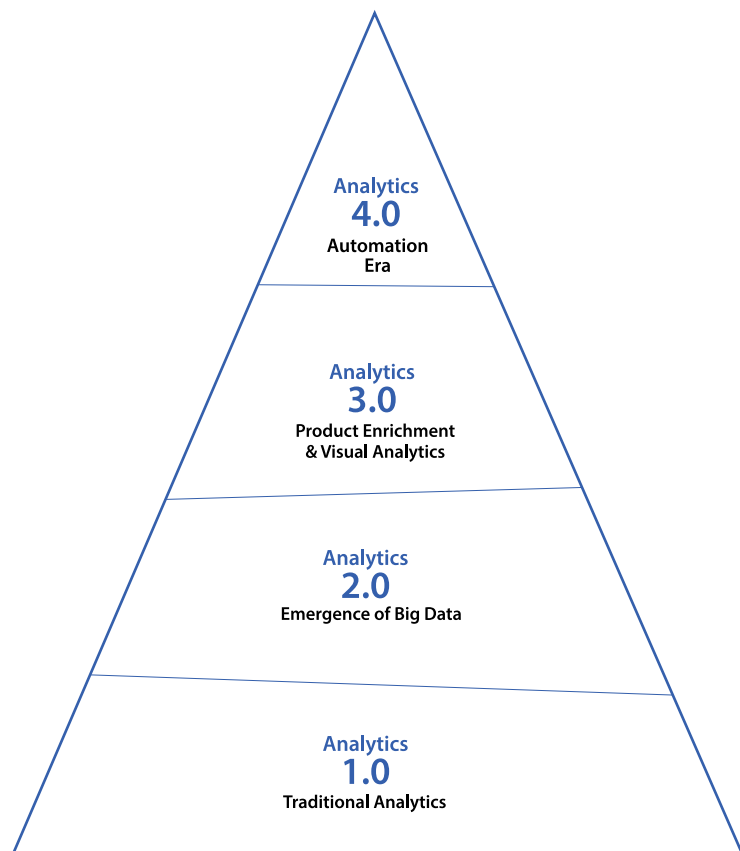 Analytics
4.0
Automation
Era
Analytics
3.0
Product Enrichment
& Visual Analytics
Analytics
2.0
Emergence of Big Data
Analytics
1.0
Traditional Analytics